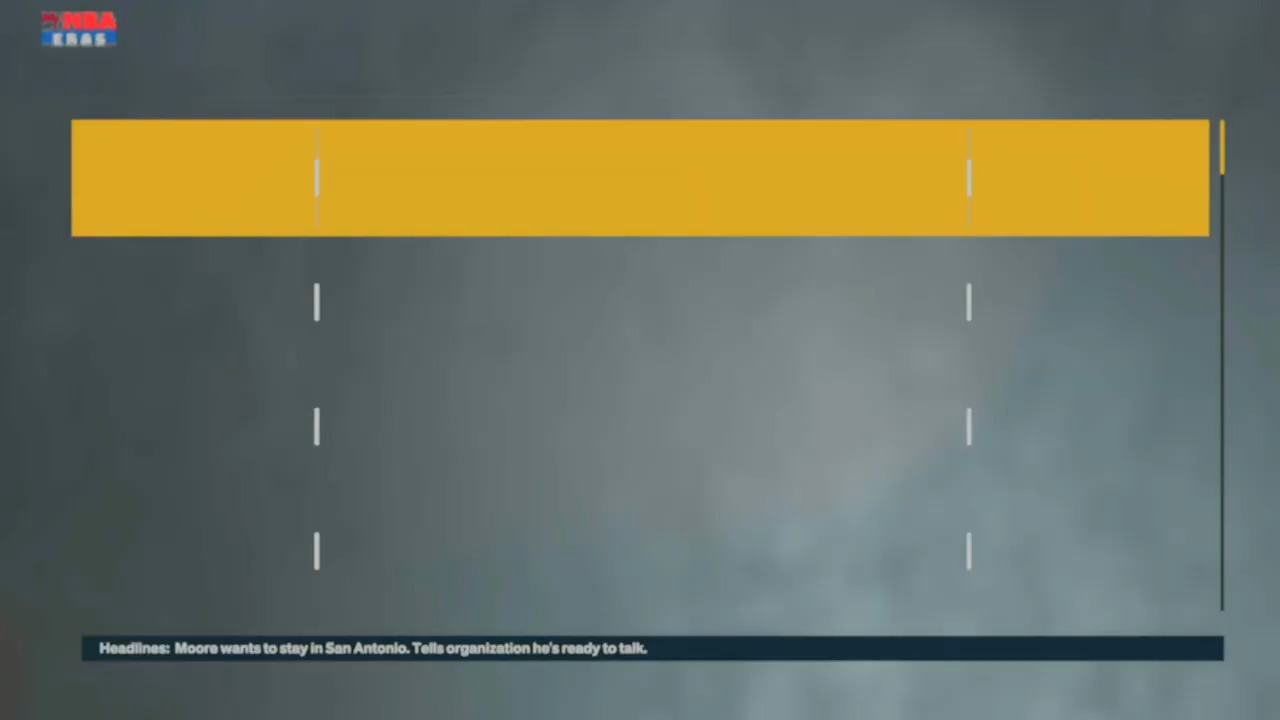 NBA
ERAS
Headlines: Moore wants to stay in San Antonio. Tells organization he's ready to talk.